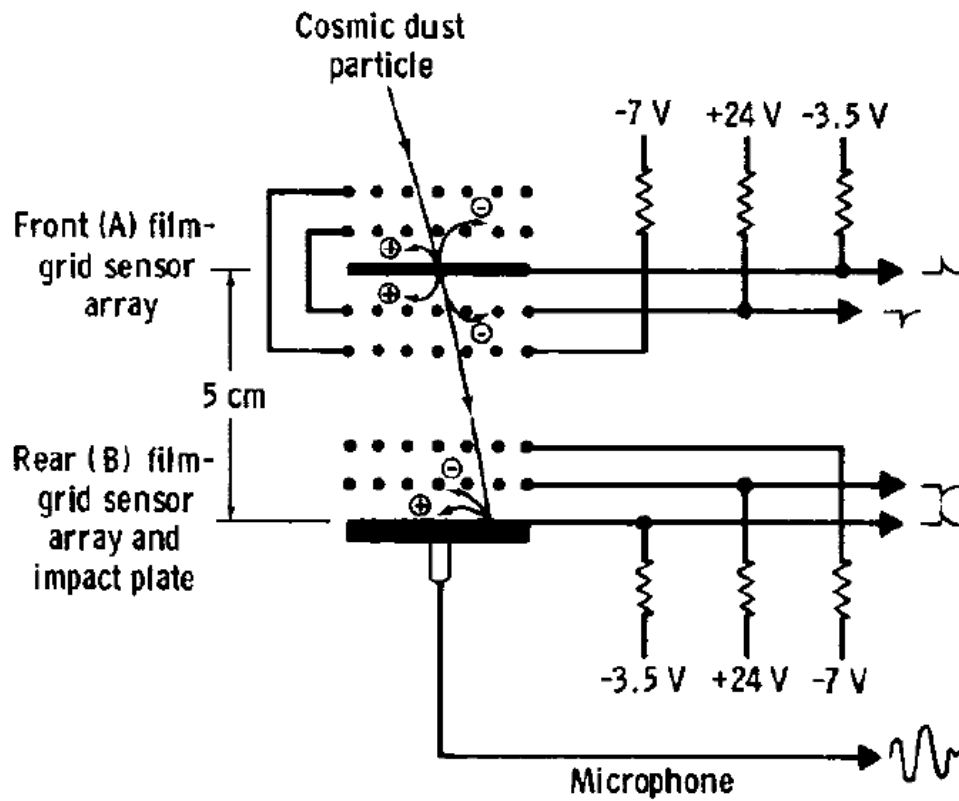 Cosmic dust
particle
-7 V +24 V -3.5 V
Front (A) film-
grid sensor
array
5 cm
Rear (B) film-
grid sensor
array and
impact plate
-3.5 V +24 V -7 V
Microphone